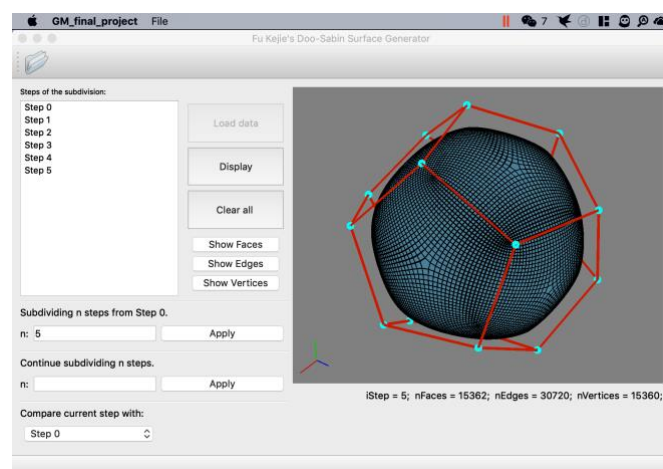 GM_final_project File
7
Fu Kejie's Doo-Sabin Surface Generator
Steps of the subdivision:
Step 0
Step 1
Step 2
Step 3
Step 4
Step 5
Load data
Display
Clear all
Show Faces
Show Edges
Show Vertices
Subdividing n steps from Step 0.
n: 5 Apply
Continue subdividing n steps.
n: Apply
Compare current step with:
Step 0
iStep = 5; nFaces = 15362; nEdges = 30720; nVertices = 15360;